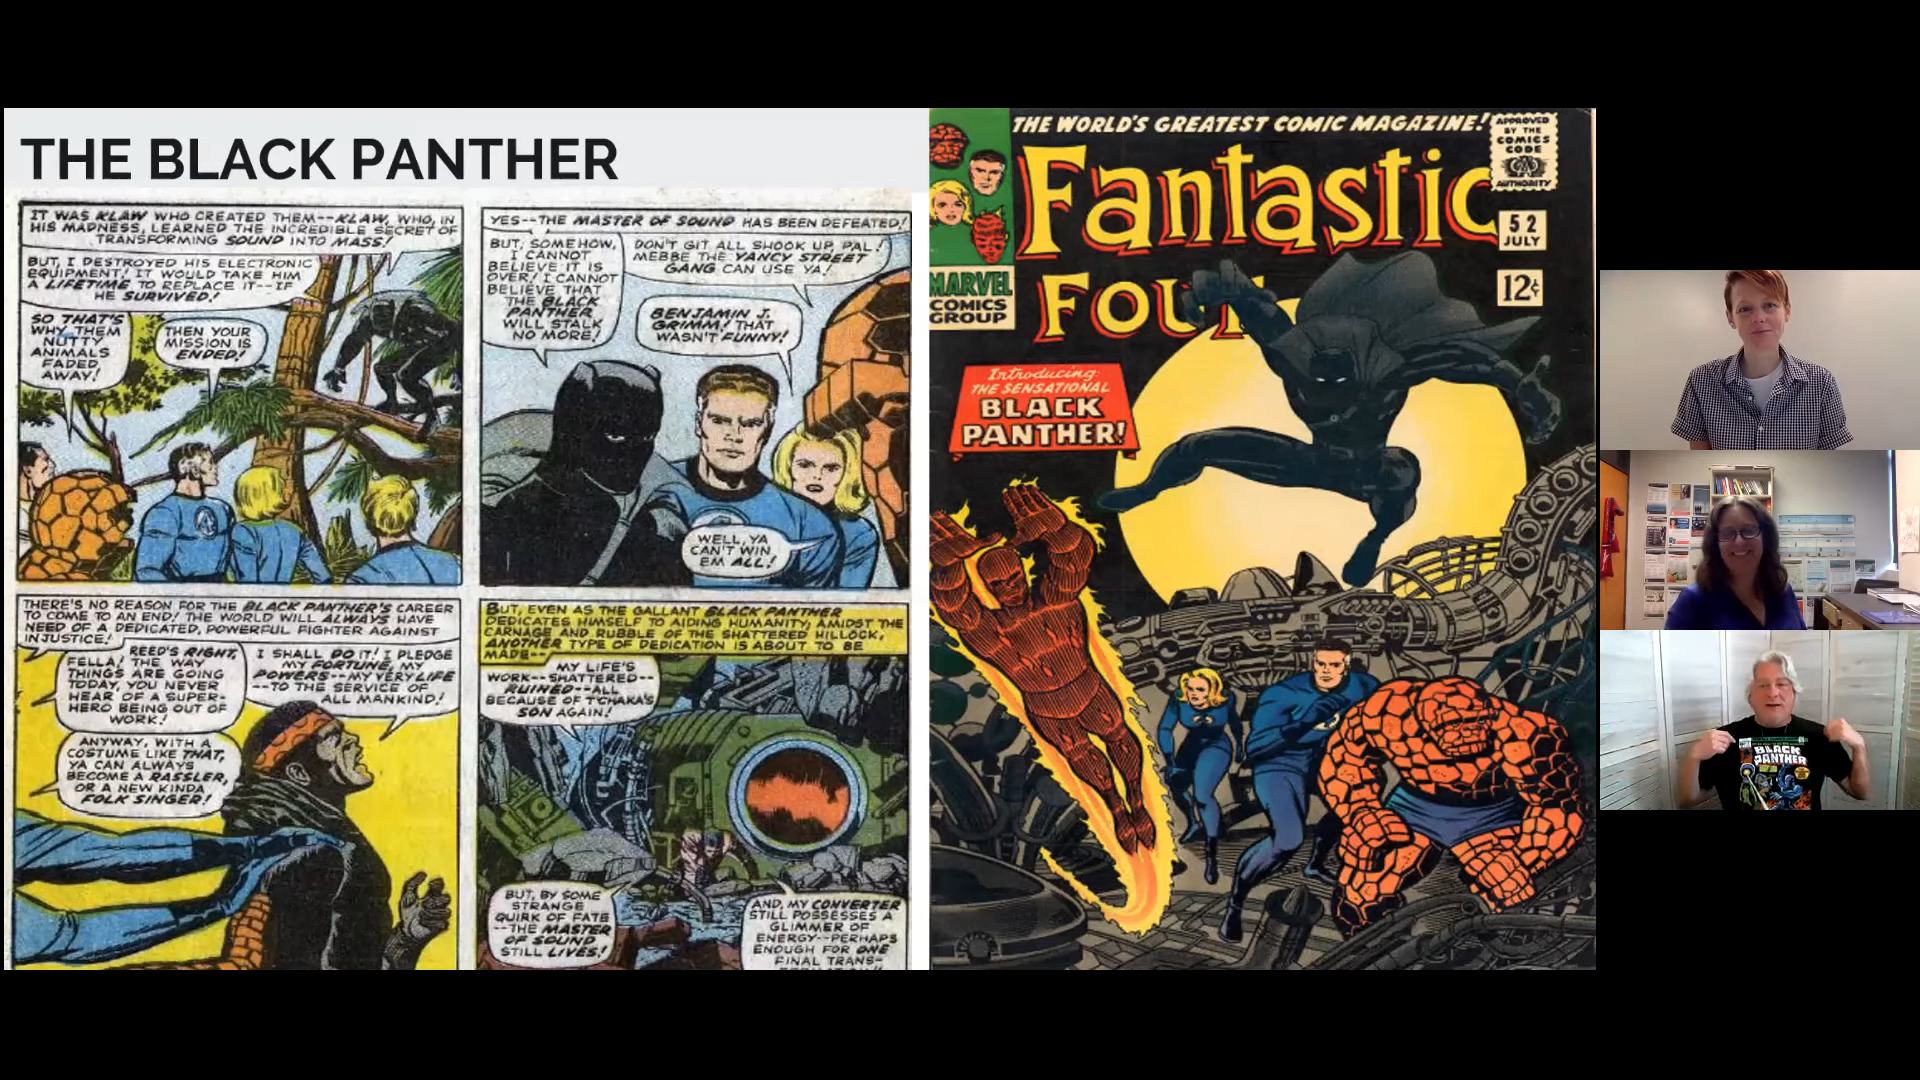 THE BLACK PANTHER
IT WAS KLAW WHO CREATED THEM--KLAW, WHO, IN
HIS MADNESS, LEARNED THE INCREDIBLE SECRET OF
TRANSFORMING SOUND INTO MASS!
BUT, I DESTROYED HIS ELECTRONIC
EQUIPMENT! IT WOULD TAKE HIM
A LIFETIME TO REPLACE IT--IF
HE SURVIVED!
SO THAT'S
WHY THEM
NUTTY
ANIMALS
FADED
AWAY!
THEN YOUR
MISSION IS
ENDED!
YES--THE MASTER OF SOUND HAS BEEN DEFEATED!
BUT, SOMEHOW,
I CANNOT
BELIEVE IT IS
OVER! I CANNOT
BELIEVE THAT
THE BLACK
PANTHER
WILL STALK
NO MORE!
DON'T GIT ALL SHOOK UP, PAL!
MEBBE THE YANCY STREET
GANG CAN USE YA!
BENJAMIN J.
GRIMM! THAT
WASN'T FUNNY!
WELL, YA
CAN'T WIN
'EM ALL!
THERE'S NO REASON FOR THE BLACK PANTHER'S CAREER
TO COME TO AN END! THE WORLD WILL ALWAYS HAVE
NEED OF A DEDICATED, POWERFUL FIGHTER AGAINST
INJUSTICE!
REED'S RIGHT,
FELLA! THE WAY
THINGS ARE GOING
TODAY, YOU NEVER
HEAR OF A SUPER-
HERO BEING OUT OF
WORK!
I SHALL DO IT! I PLEDGE
MY FORTUNE, MY
POWERS--MY VERY LIFE
--TO THE SERVICE OF
ALL MANKIND!
ANYWAY, WITH A
COSTUME LIKE THAT,
YA CAN ALWAYS
BECOME A RASSLER,
OR A NEW KINDA
FOLK SINGER!
BUT, EVEN AS THE GALLANT BLACK PANTHER
DEDICATES HIMSELF TO AIDING HUMANITY, AMIDST THE
CARNAGE AND RUBBLE OF THE SHATTERED HILLOCK,
ANOTHER TYPE OF DEDICATION IS ABOUT TO BE
MADE--
MY LIFE'S
WORK--SHATTERED--
RUINED--ALL
BECAUSE OF T'CHAKA'S
SON AGAIN!
BUT, BY SOME
STRANGE
QUIRK OF FATE
--THE MASTER
OF SOUND
STILL LIVES!
AND, MY CONVERTER
STILL POSSESSES A
GLIMMER OF
ENERGY--PERHAPS
ENOUGH FOR ONE
FINAL TRANS-
THE WORLD'S GREATEST COMIC MAGAZINE!
APPROVED
BY THE
COMICS
CODE
AUTHORITY
Fantastic
FOUR
52
JULY
12¢
MARVEL
COMICS
GROUP
Introducing:
THE SENSATIONAL
BLACK
PANTHER!
4
BLACK
PANTHER